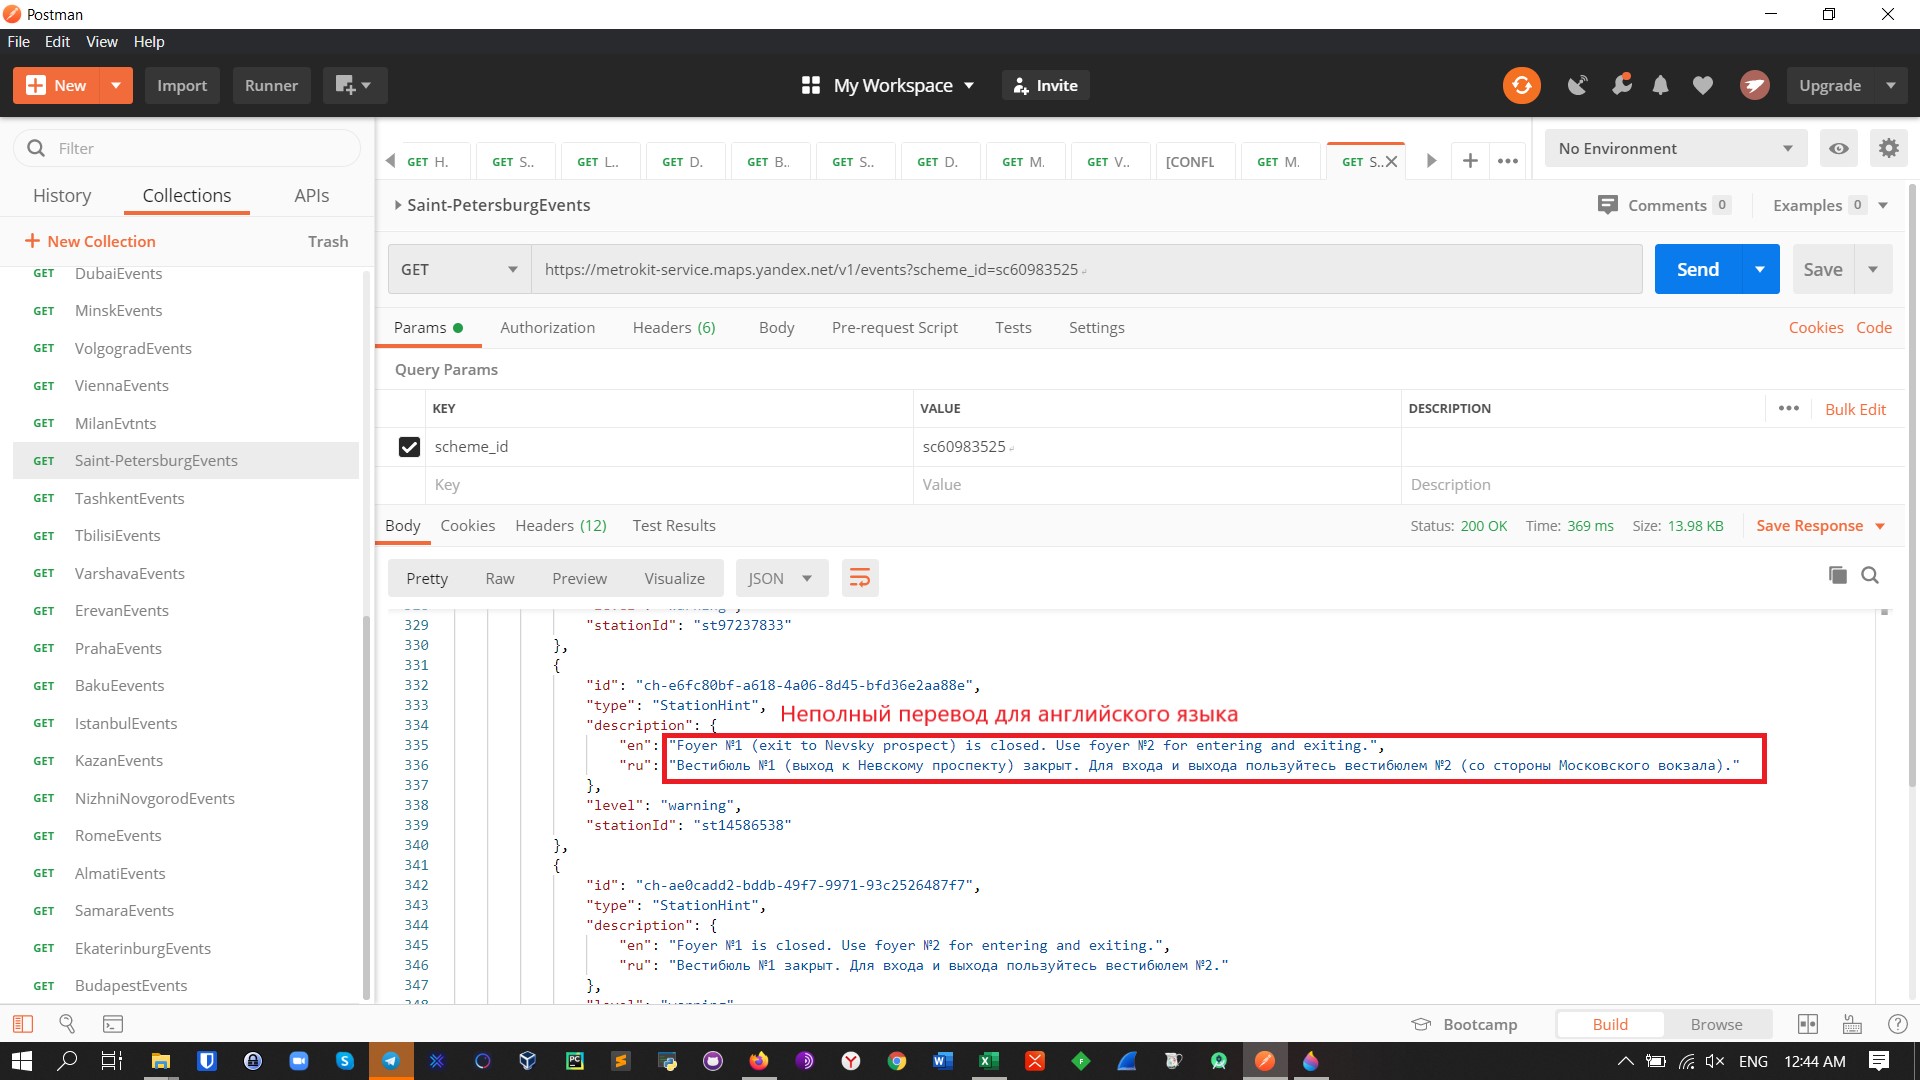 Postman
File Edit View Help
New Import Runner My Workspace Invite Upgrade
Filter
History Collections APIs
New Collection Trash
GET DubaiEvents
GET MinskEvents
GET VolgogradEvents
GET ViennaEvents
GET MilanEvtnts
GET Saint-PetersburgEvents
GET TashkentEvents
GET TbilisiEvents
GET VarshavaEvents
GET ErevanEvents
GET PrahaEvents
GET BakuEevents
GET IstanbulEvents
GET KazanEvents
GET NizhniNovgorodEvents
GET RomeEvents
GET AlmatiEvents
GET SamaraEvents
GET EkaterinburgEvents
GET BudapestEvents
GET H. GET S.. GET L.. GET D. GET B.. GET S.. GET D. GET M. GET V.. [CONFL GET M. GET S..
No Environment
Saint-PetersburgEvents
Comments 0 Examples 0
GET https://metrokit-service.maps.yandex.net/v1/events?scheme_id=sc60983525
Send Save
Params Authorization Headers (6) Body Pre-request Script Tests Settings Cookies Code
Query Params
KEY VALUE DESCRIPTION ••• Bulk Edit
scheme_id sc60983525
Key Value Description
Body Cookies Headers (12) Test Results Status: 200 OK Time: 369 ms Size: 13.98 KB Save Response
Pretty Raw Preview Visualize JSON
329 "stationId": "st97237833"
330 },
331 {
332 "id": "ch-e6fc80bf-a618-4a06-8d45-bfd36e2aa88e",
333 "type": "StationHint",
Неполный перевод для английского языка
334 "description": {
335 "en": "Foyer №1 (exit to Nevsky prospect) is closed. Use foyer №2 for entering and exiting.",
336 "ru": "Вестибюль №1 (выход к Невскому проспекту) закрыт. Для входа и выхода пользуйтесь вестибюлем №2 (со стороны Московского вокзала)."
337 },
338 "level": "warning",
339 "stationId": "st14586538"
340 },
341 {
342 "id": "ch-ae0cadd2-bddb-49f7-9971-93c2526487f7",
343 "type": "StationHint",
344 "description": {
345 "en": "Foyer №1 is closed. Use foyer №2 for entering and exiting.",
346 "ru": "Вестибюль №1 закрыт. Для входа и выхода пользуйтесь вестибюлем №2."
347 },
Bootcamp Build Browse
ENG 12:44 AM